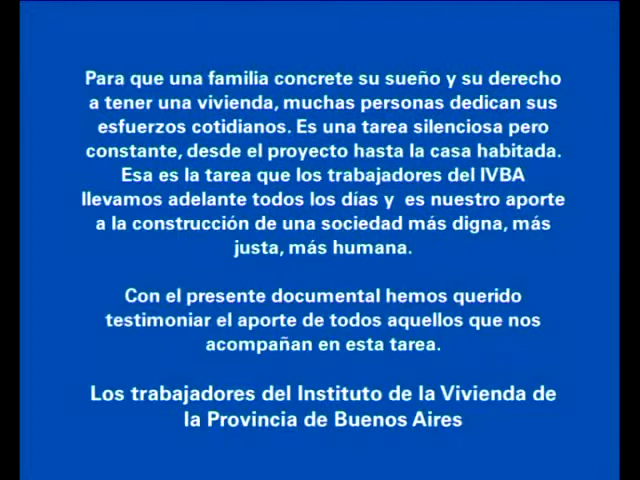 Para que una familia concrete su sueño y su derecho
a tener una vivienda, muchas personas dedican sus
esfuerzos cotidianos. Es una tarea silenciosa pero
constante, desde el proyecto hasta la casa habitada.
Esa es la tarea que los trabajadores del IVBA
llevamos adelante todos los días y  es nuestro aporte
a la construcción de una sociedad más digna, más
justa, más humana.
Con el presente documental hemos querido
testimoniar el aporte de todos aquellos que nos
acompañan en esta tarea.
Los trabajadores del Instituto de la Vivienda de
la Provincia de Buenos Aires